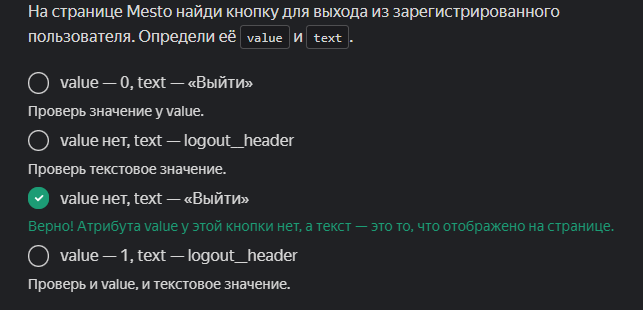 На странице Mesto найди кнопку для выхода из зарегистрированного
пользователя. Определи её value и text.
value — 0, text — «Выйти»
Проверь значение у value.
value нет, text — logout_header
Проверь текстовое значение.
value нет, text — «Выйти»
Верно! Атрибута value у этой кнопки нет, а текст — это то, что отображено на странице.
value — 1, text — logout_header
Проверь и value, и текстовое значение.